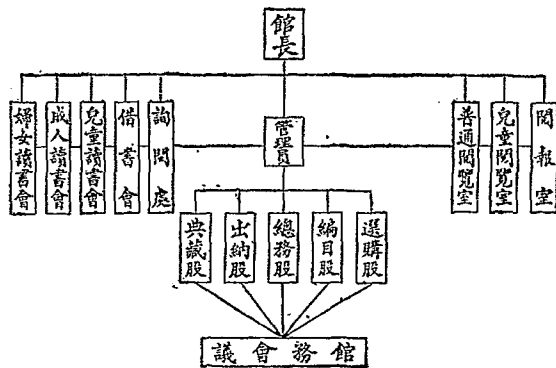 館長
閱報室
兒童閱覽室
普通閱覽室
管理員
詢問處
借書會
兒童讀書會
成人讀書會
婦女讀書會
選購股
編目股
總務股
出納股
典藏股
館務會議